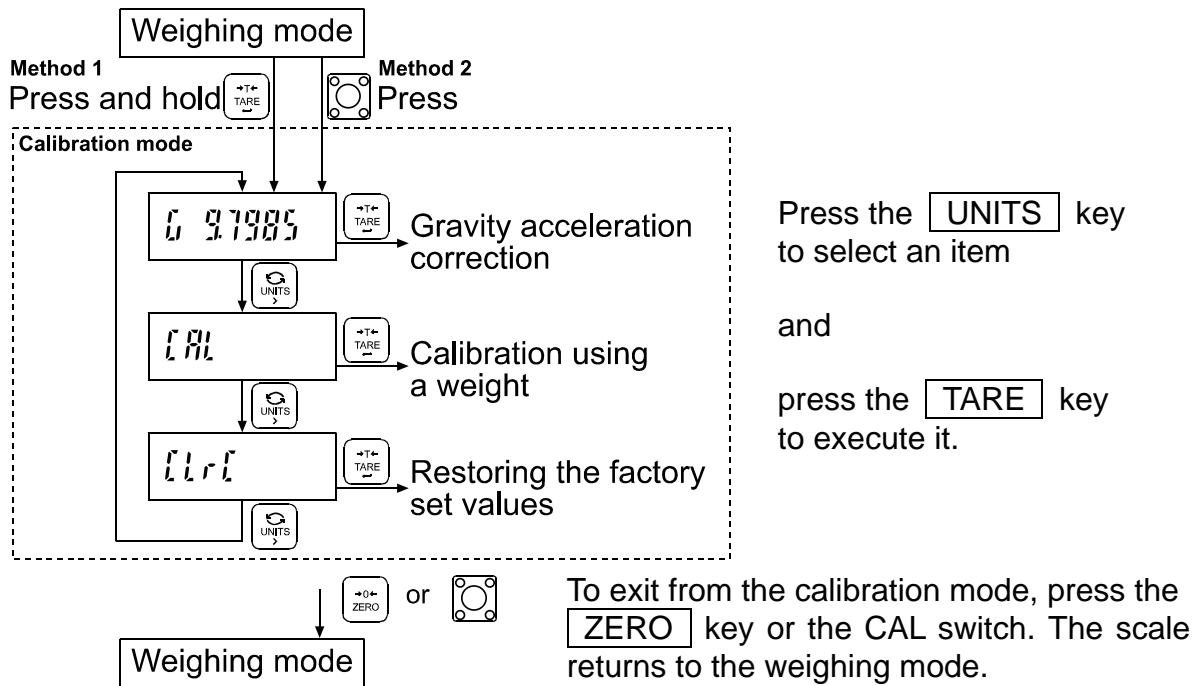 Weighing mode
Method 1
Press and hold
→T←
TARE
Method 2
Press
Calibration mode
G 9.7985
→T←
TARE
Gravity acceleration
correction
UNITS
CAL
→T←
TARE
Calibration using
a weight
UNITS
CLrC
→T←
TARE
Restoring the factory
set values
UNITS
Press the UNITS key
to select an item
and
press the TARE key
to execute it.
→0←
ZERO
or
Weighing mode
To exit from the calibration mode, press the
ZERO key or the CAL switch. The scale
returns to the weighing mode.